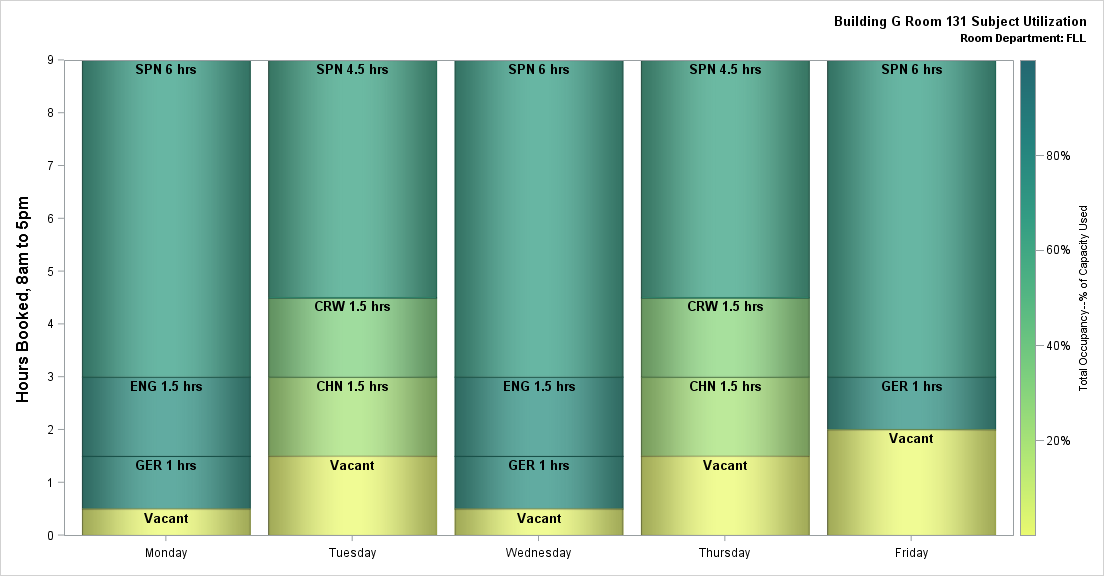 Building G Room 131 Subject Utilization
Room Department: FLL
Hours Booked, 8am to 5pm
9
8
7
6
5
4
3
2
1
0
SPN 6 hrs
ENG 1.5 hrs
GER 1 hrs
Vacant
SPN 4.5 hrs
CRW 1.5 hrs
CHN 1.5 hrs
Vacant
SPN 6 hrs
ENG 1.5 hrs
GER 1 hrs
Vacant
SPN 4.5 hrs
CRW 1.5 hrs
CHN 1.5 hrs
Vacant
SPN 6 hrs
GER 1 hrs
Vacant
Monday
Tuesday
Wednesday
Thursday
Friday
80%
60%
40%
20%
Total Occupancy--% of Capacity Used